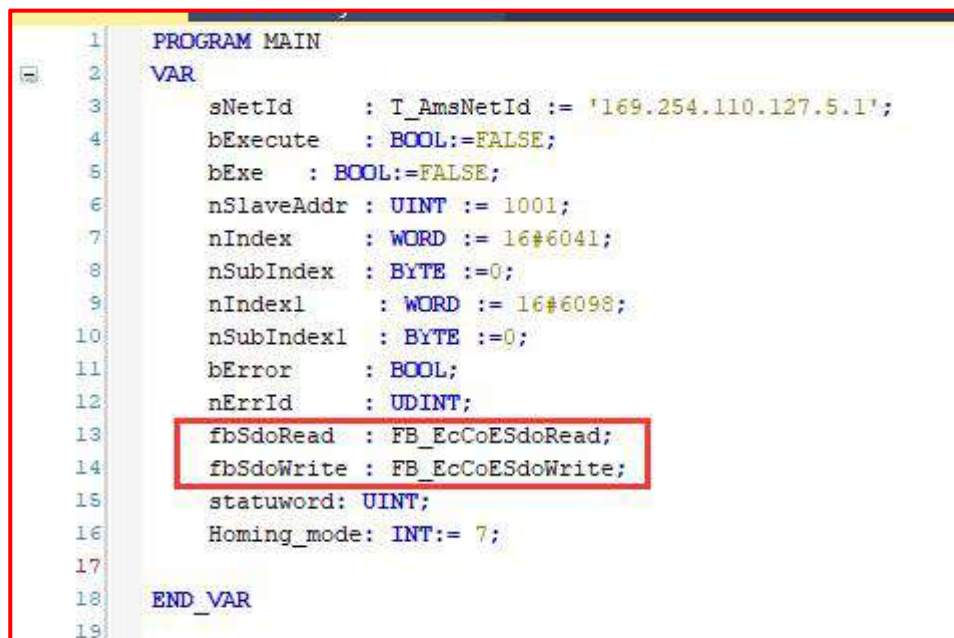 1 PROGRAM MAIN
2 VAR
3 sNetId : T_AmsNetId := '169.254.110.127.5.1';
4 bExecute : BOOL:=FALSE;
5 bExe : BOOL:=FALSE;
6 nSlaveAddr : UINT := 1001;
7 nIndex : WORD := 16#6041;
8 nSubIndex : BYTE :=0;
9 nIndex1 : WORD := 16#6098;
10 nSubIndex1 : BYTE :=0;
11 bError : BOOL;
12 nErrId : UDINT;
13 fbSdoRead : FB_EcCoESdoRead;
14 fbSdoWrite : FB_EcCoESdoWrite;
15 statuword: UINT;
16 Homing_mode: INT:= 7;
17
18 END_VAR
19